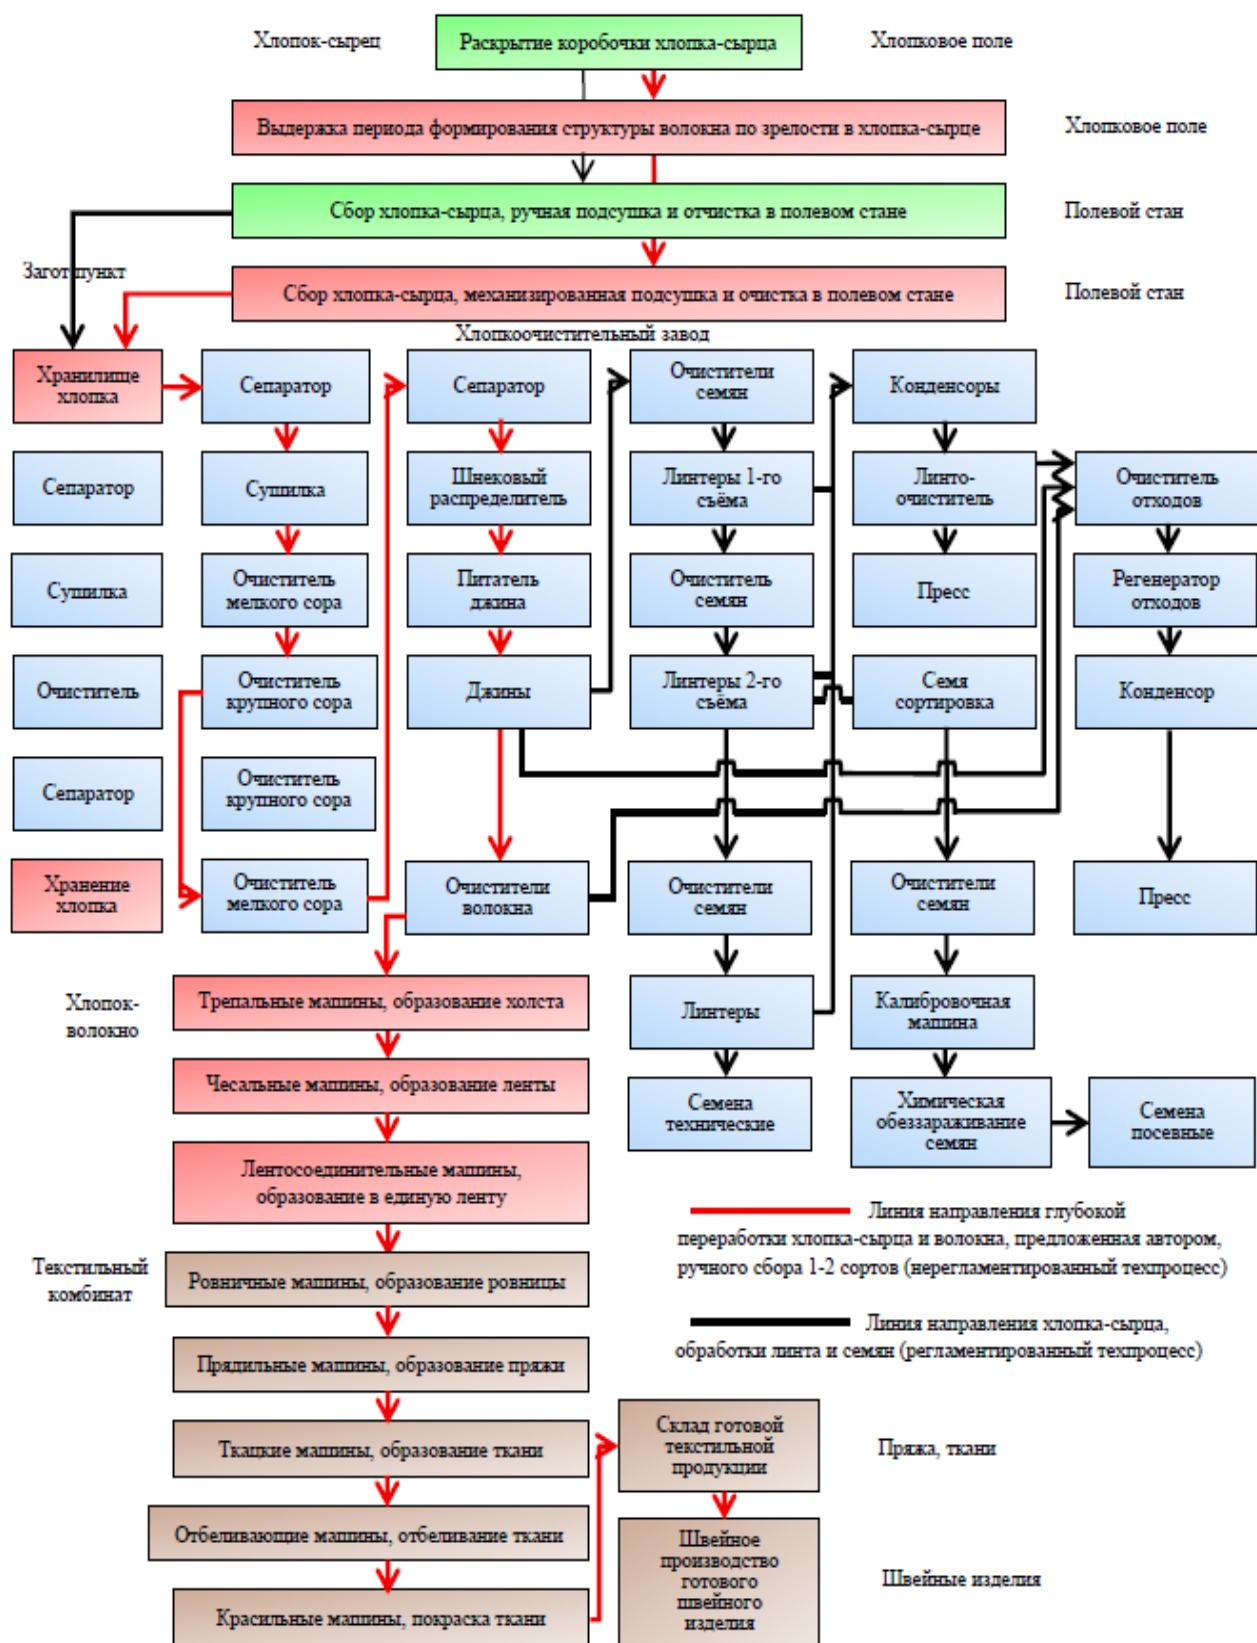 Хлопок-сырец
Раскрытие коробочки хлопка-сырца
Хлопковое поле
Выдержка периода формирования структуры волокна по зрелости в хлопка-сырце
Хлопковое поле
Сбор хлопка-сырца, ручная подсушка и отчистка в полевом стане
Полевой стан
Загот пункт
Сбор хлопка-сырца, механизированная подсушка и очистка в полевом стане
Полевой стан
Хлопкоочистительный завод
Хранилище
хлопка
Сепаратор
Сепаратор
Очистители
семян
Конденсоры
Сепаратор
Сушилка
Шнековый
распределитель
Линтеры 1-го
съёма
Линто-
очиститель
Очиститель
отходов
Сушилка
Очиститель
мелкого сора
Питатель
джина
Очиститель
семян
Пресс
Регенератор
отходов
Очиститель
Очиститель
крупного сора
Джины
Линтеры 2-го
съёма
Семя
сортировка
Конденсор
Сепаратор
Очиститель
крупного сора
Хранение
хлопка
Очиститель
мелкого сора
Очистители
волокна
Очистители
семян
Очистители
семян
Пресс
Хлопок-
волокно
Трепальные машины, образование холста
Линтеры
Калибровочная
машина
Чесальные машины, образование ленты
Семена
технические
Химическая
обеззараживание
семян
Семена
посевные
Лентосоединительные машины,
образование в единую ленту
Линия направления глубокой
переработки хлопка-сырца и волокна, предложенная автором,
ручного сбора 1-2 сортов (нерегламентированный техпроцесс)
Текстильный
комбинат
Ровничные машины, образование ровницы
Линия направления хлопка-сырца,
обработки линта и семян (регламентированный техпроцесс)
Прядильные машины, образование пряжи
Ткацкие машины, образование ткани
Склад готовой
текстильной
продукции
Пряжа, ткани
Отбеливающие машины, отбеливание ткани
Швейное
производство
готового
швейного
изделия
Швейные изделия
Красильные машины, покраска ткани